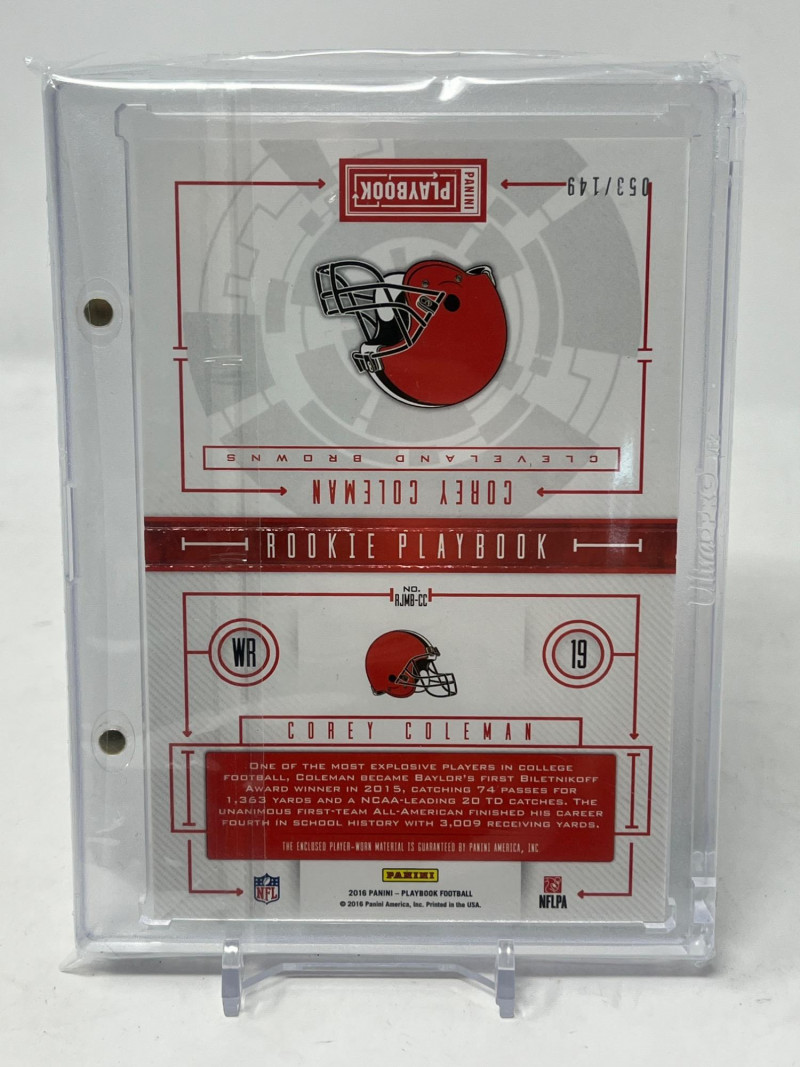 053/149
PANINI
PLAYBOOK
CLEVELAND BROWNS
COREY COLEMAN
ROOKIE PLAYBOOK
NO.
RJMB-CC
WR
19
COREY COLEMAN
ONE OF THE MOST EXPLOSIVE PLAYERS IN COLLEGE
FOOTBALL, COLEMAN BECAME BAYLOR'S FIRST BILETNIKOFF
AWARD WINNER IN 2015, CATCHING 74 PASSES FOR
1,363 YARDS AND A NCAA-LEADING 20 TD CATCHES. THE
UNANIMOUS FIRST-TEAM ALL-AMERICAN FINISHED HIS CAREER
FOURTH IN SCHOOL HISTORY WITH 3,009 RECEIVING YARDS.
THE ENCLOSED PLAYER-WORN MATERIAL IS GUARANTEED BY PANINI AMERICA, INC.
PANINI
NFL
2016 PANINI – PLAYBOOK FOOTBALL
© 2016 Panini America, Inc. Printed in the USA.
NFLPA
UltraPRO